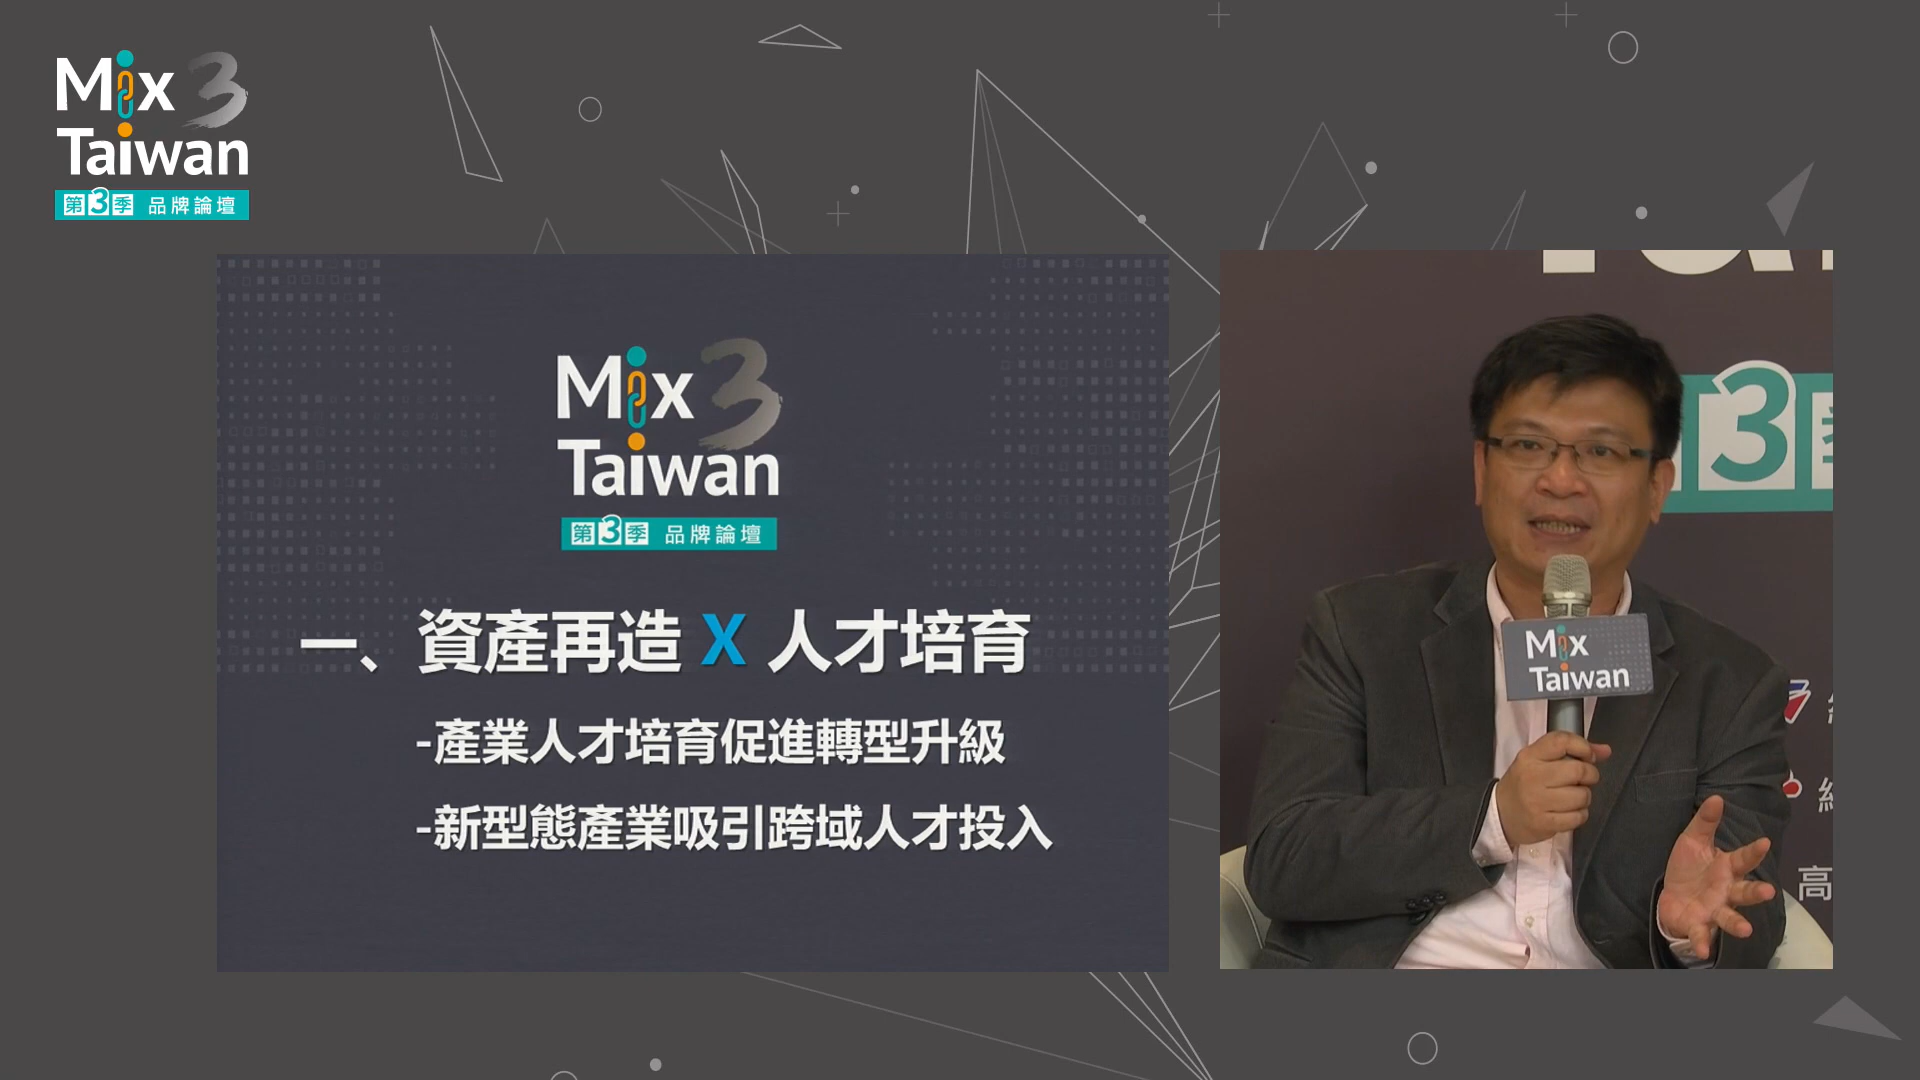 Mix 3
Taiwan
第3季 品牌論壇
Mix 3
Taiwan
第3季 品牌論壇
一、資產再造 X 人才培育
-產業人才培育促進轉型升級
-新型態產業吸引跨域人才投入
3
Mix
Taiwan
高